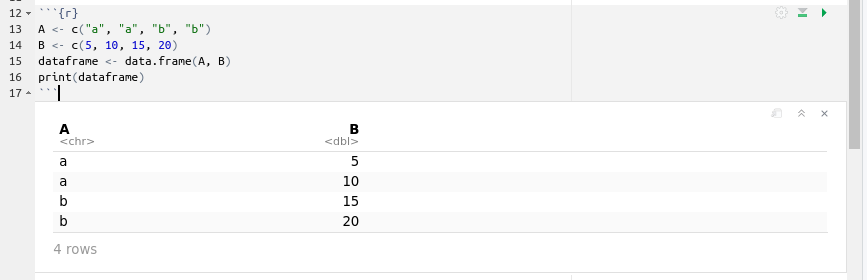 12 ```{r}
13 A <- c("a", "a", "b", "b")
14 B <- c(5, 10, 15, 20)
15 dataframe <- data.frame(A, B)
16 print(dataframe)
17 ```
A B
<chr> <dbl>
a 5
a 10
b 15
b 20
4 rows